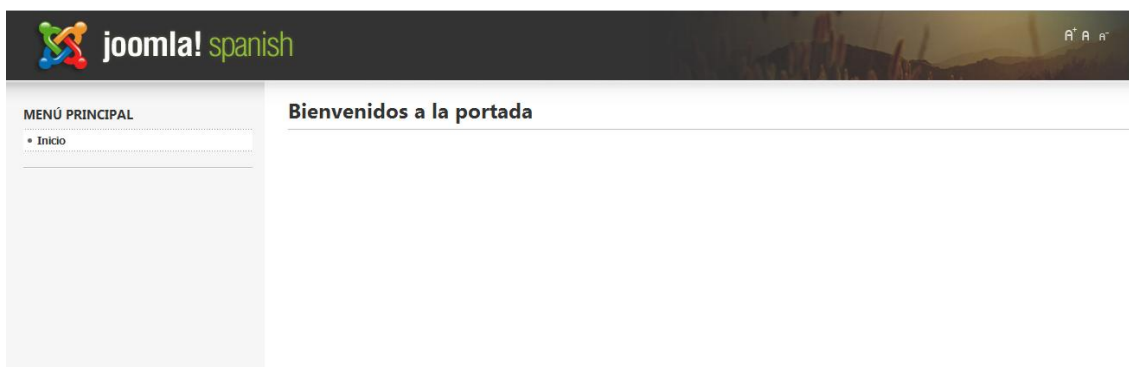 joomla! spanish
A+ A A-
MENÚ PRINCIPAL
• Inicio
Bienvenidos a la portada